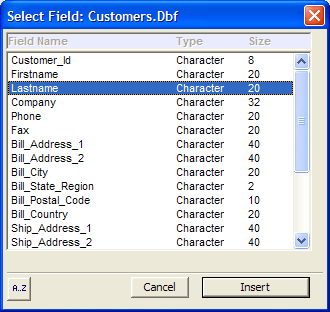 Select Field: Customers.Dbf
Field Name Type Size
Customer_Id Character 8
Firstname Character 20
Lastname Character 20
Company Character 32
Phone Character 20
Fax Character 20
Bill_Address_1 Character 40
Bill_Address_2 Character 40
Bill_City Character 20
Bill_State_Region Character 2
Bill_Postal_Code Character 10
Bill_Country Character 20
Ship_Address_1 Character 40
Ship_Address_2 Character 40
A..Z Cancel Insert